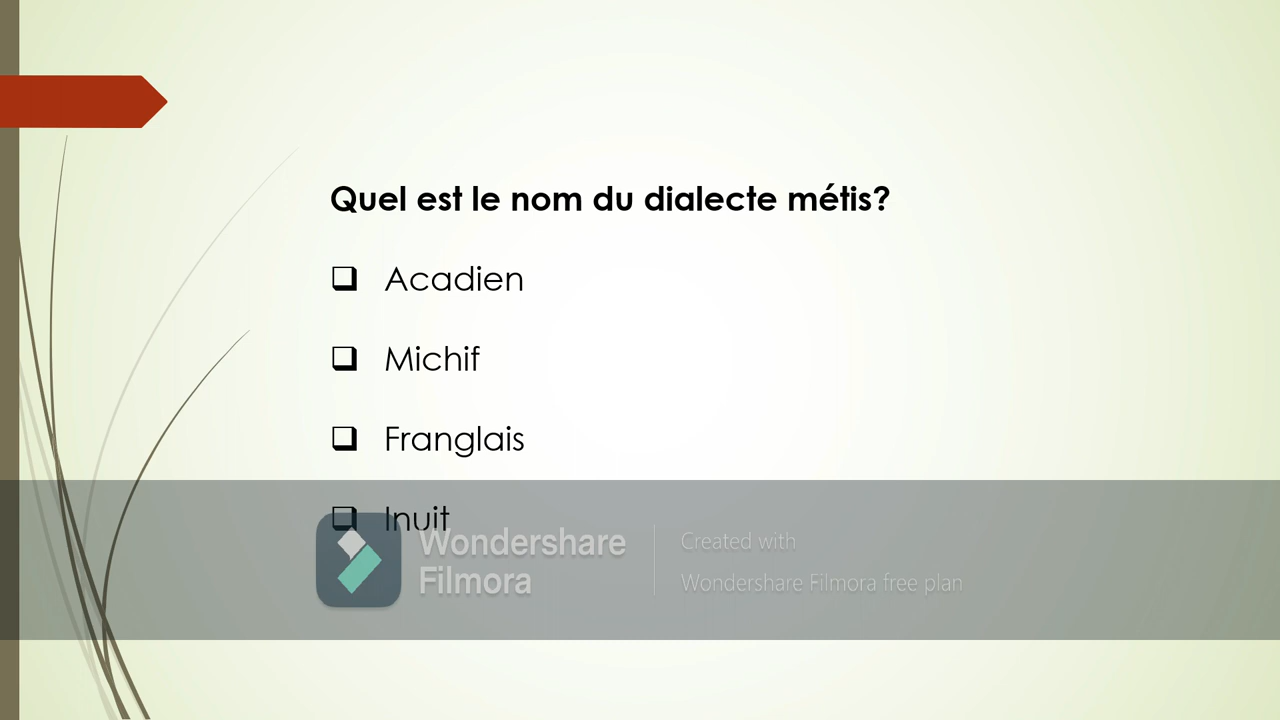 Quel est le nom du dialecte métis?
Acadien
Michif
Franglais
Inuit
Wondershare
Filmora
Created with
Wondershare Filmora free plan